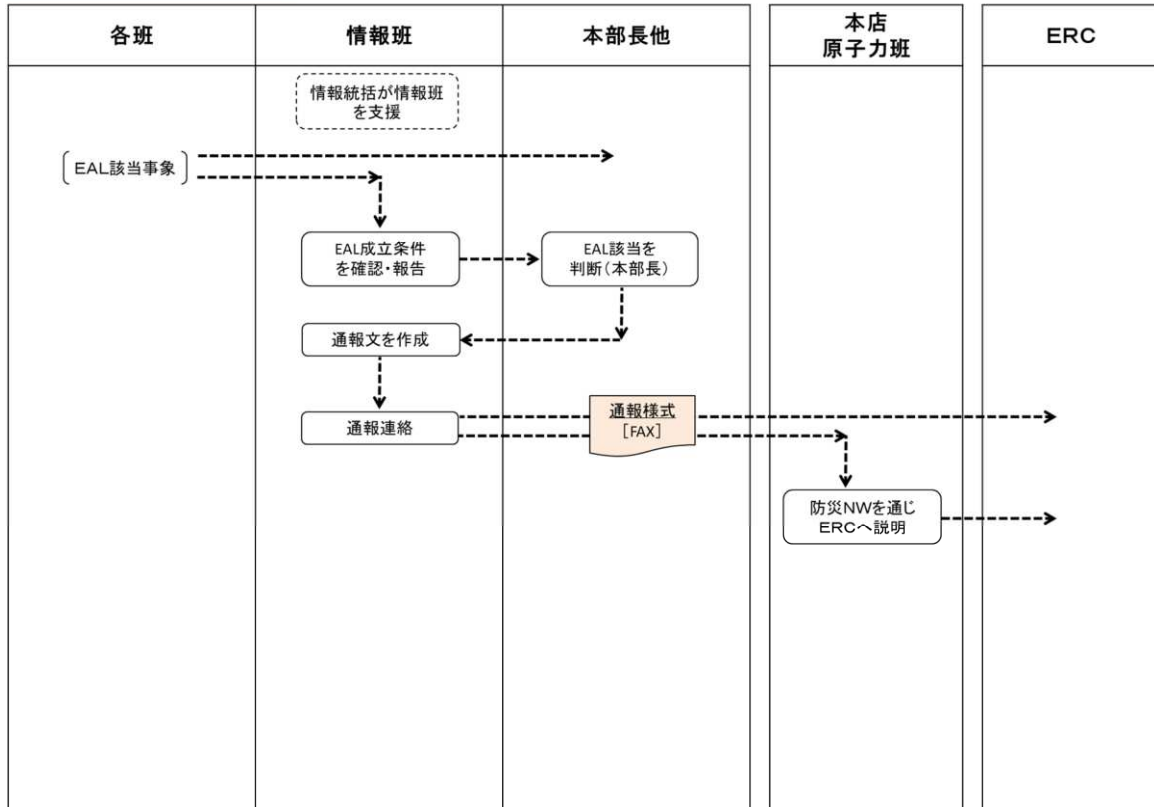 各班
情報班
本部長他
本店
原子力班
ＥＲＣ
情報統括が情報班
を支援
EAL該当事象
EAL成立条件
を確認・報告
EAL該当を
判断（本部長）
通報文を作成
通報連絡
通報様式
［FAX］
防災NWを通じ
ＥＲＣへ説明